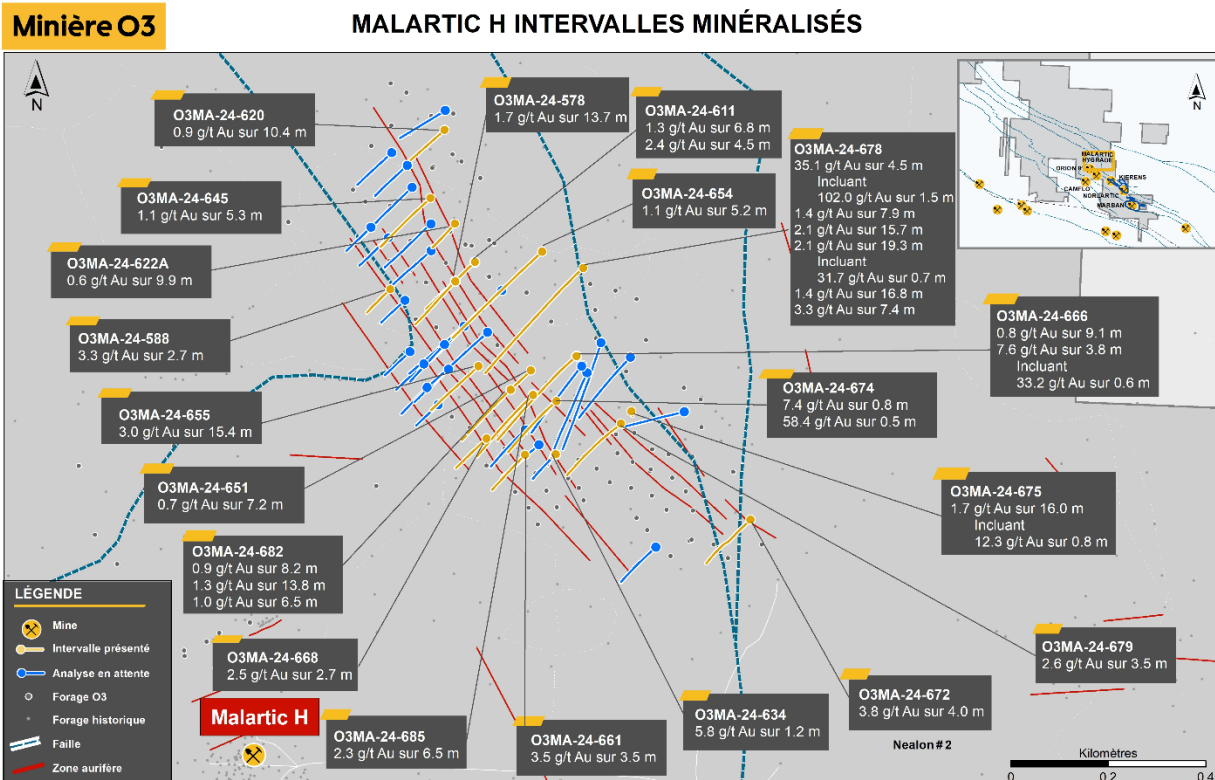 Minière O3
MALARTIC H INTERVALLES MINÉRALISÉS
N
O3MA-24-620
0.9 g/t Au sur 10.4 m
O3MA-24-578
1.7 g/t Au sur 13.7 m
O3MA-24-611
1.3 g/t Au sur 6.8 m
2.4 g/t Au sur 4.5 m
O3MA-24-678
35.1 g/t Au sur 4.5 m
Incluant
102.0 g/t Au sur 1.5 m
1.4 g/t Au sur 7.9 m
2.1 g/t Au sur 15.7 m
2.1 g/t Au sur 19.3 m
Incluant
31.7 g/t Au sur 0.7 m
1.4 g/t Au sur 16.8 m
3.3 g/t Au sur 7.4 m
N
MALARTIC
HYGRADE
ORION 8
KIERENS
CAMFLO
NORLARTIC
MARBAN
O3MA-24-645
1.1 g/t Au sur 5.3 m
O3MA-24-654
1.1 g/t Au sur 5.2 m
O3MA-24-622A
0.6 g/t Au sur 9.9 m
O3MA-24-588
3.3 g/t Au sur 2.7 m
O3MA-24-666
0.8 g/t Au sur 9.1 m
7.6 g/t Au sur 3.8 m
Incluant
33.2 g/t Au sur 0.6 m
O3MA-24-655
3.0 g/t Au sur 15.4 m
O3MA-24-674
7.4 g/t Au sur 0.8 m
58.4 g/t Au sur 0.5 m
O3MA-24-651
0.7 g/t Au sur 7.2 m
O3MA-24-675
1.7 g/t Au sur 16.0 m
Incluant
12.3 g/t Au sur 0.8 m
O3MA-24-682
0.9 g/t Au sur 8.2 m
1.3 g/t Au sur 13.8 m
1.0 g/t Au sur 6.5 m
O3MA-24-668
2.5 g/t Au sur 2.7 m
O3MA-24-679
2.6 g/t Au sur 3.5 m
O3MA-24-672
3.8 g/t Au sur 4.0 m
O3MA-24-634
5.8 g/t Au sur 1.2 m
O3MA-24-685
2.3 g/t Au sur 6.5 m
O3MA-24-661
3.5 g/t Au sur 3.5 m
Malartic H
Nealon # 2
LÉGENDE
Mine
Intervalle présenté
Analyse en attente
Forage O3
Forage historique
Faille
Zone aurifère
Kilomètres
0 0.2 0.4